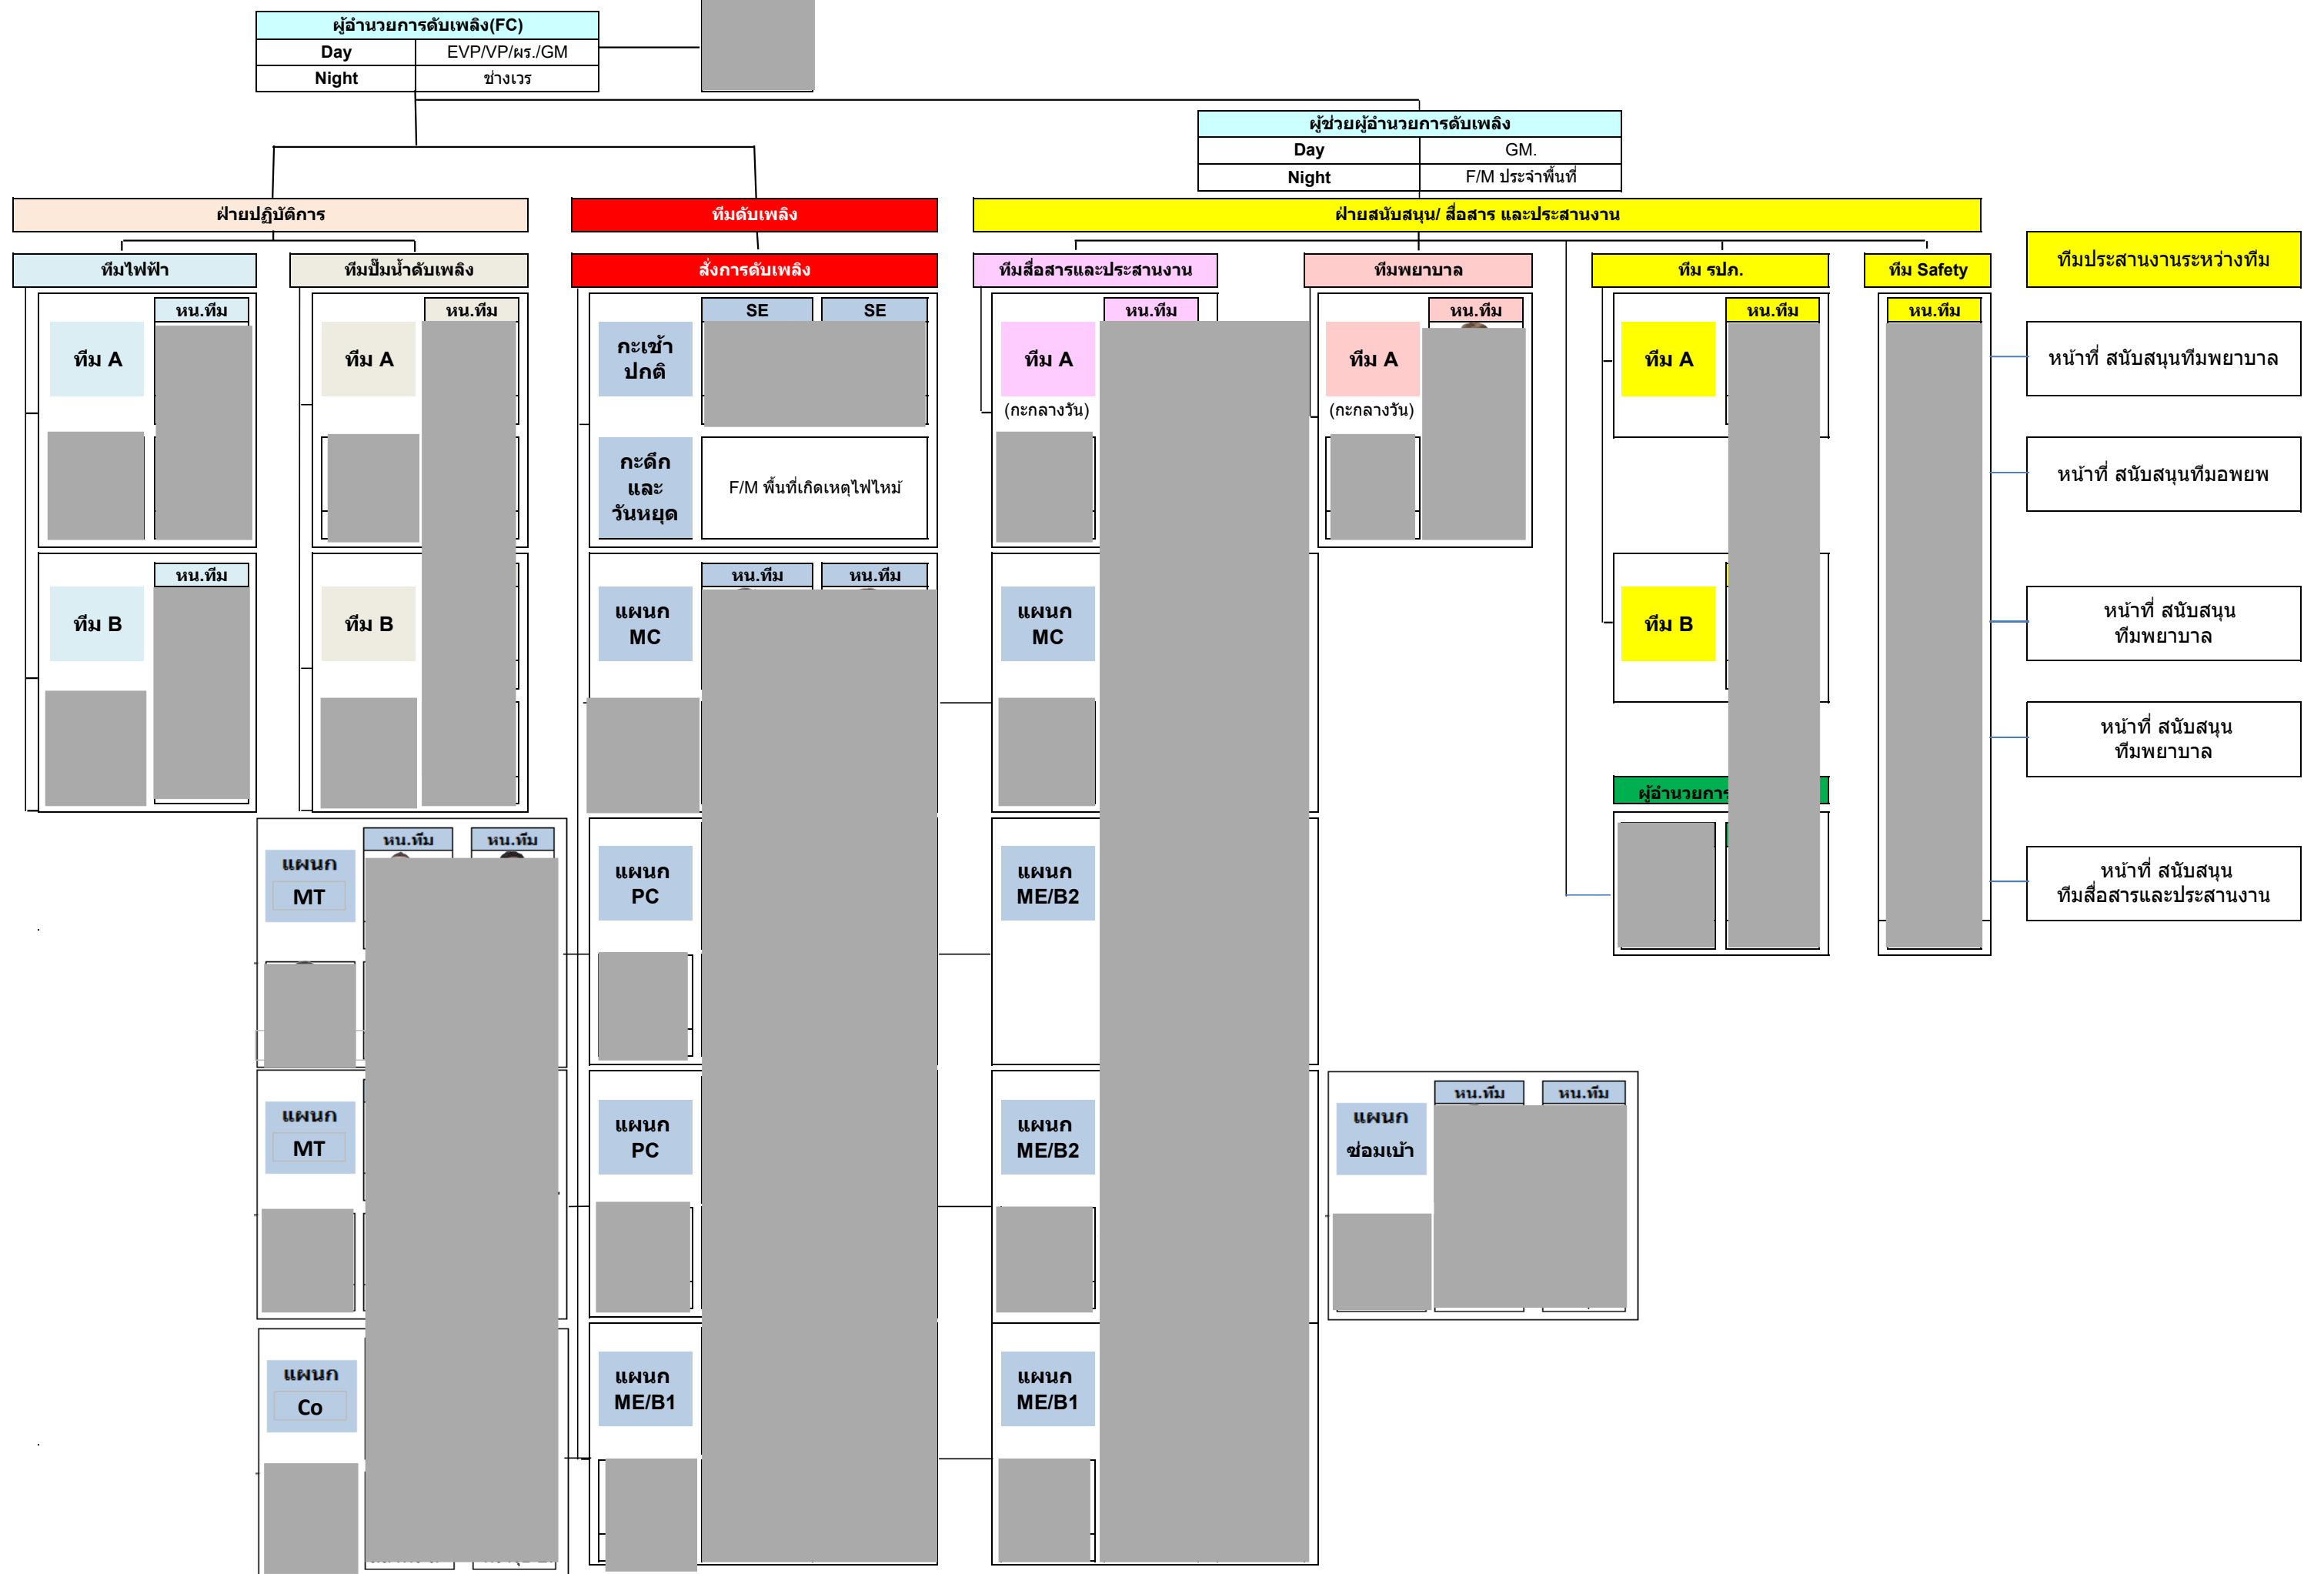 ผู้อำนวยการดับเพลิง(FC)
Day EVP/VP/ผร./GM
Night ช่างเวร
ผู้ช่วยผู้อำนวยการดับเพลิง
Day GM.
Night F/M ประจำพื้นที่
ฝ่ายปฏิบัติการ
ทีมดับเพลิง
ฝ่ายสนับสนุน/ สื่อสาร และประสานงาน
ทีมไฟฟ้า
ทีมปั๊มน้ำดับเพลิง
สั่งการดับเพลิง
ทีมสื่อสารและประสานงาน
ทีมพยาบาล
ทีม รปภ.
ทีม Safety
ทีมประสานงานระหว่างทีม
หน.ทีม
หน.ทีม
SE
SE
หน.ทีม
หน.ทีม
หน.ทีม
หน.ทีม
ทีม A
ทีม A
กะเช้า
ปกติ
ทีม A
(กะกลางวัน)
ทีม A
(กะกลางวัน)
ทีม A
หน้าที่ สนับสนุนทีมพยาบาล
กะดึก
และ
วันหยุด
F/M พื้นที่เกิดเหตุไฟไหม้
หน้าที่ สนับสนุนทีมอพยพ
หน.ทีม
หน.ทีม
หน.ทีม
ทีม B
ทีม B
แผนก
MC
แผนก
MC
ทีม B
หน้าที่ สนับสนุน
ทีมพยาบาล
หน้าที่ สนับสนุน
ทีมพยาบาล
ผู้อำนวยการ
หน.ทีม
หน.ทีม
แผนก
MT
แผนก
PC
แผนก
ME/B2
หน้าที่ สนับสนุน
ทีมสื่อสารและประสานงาน
แผนก
MT
แผนก
PC
แผนก
ME/B2
หน.ทีม
หน.ทีม
แผนก
ซ่อมเบ้า
แผนก
Co
แผนก
ME/B1
แผนก
ME/B1